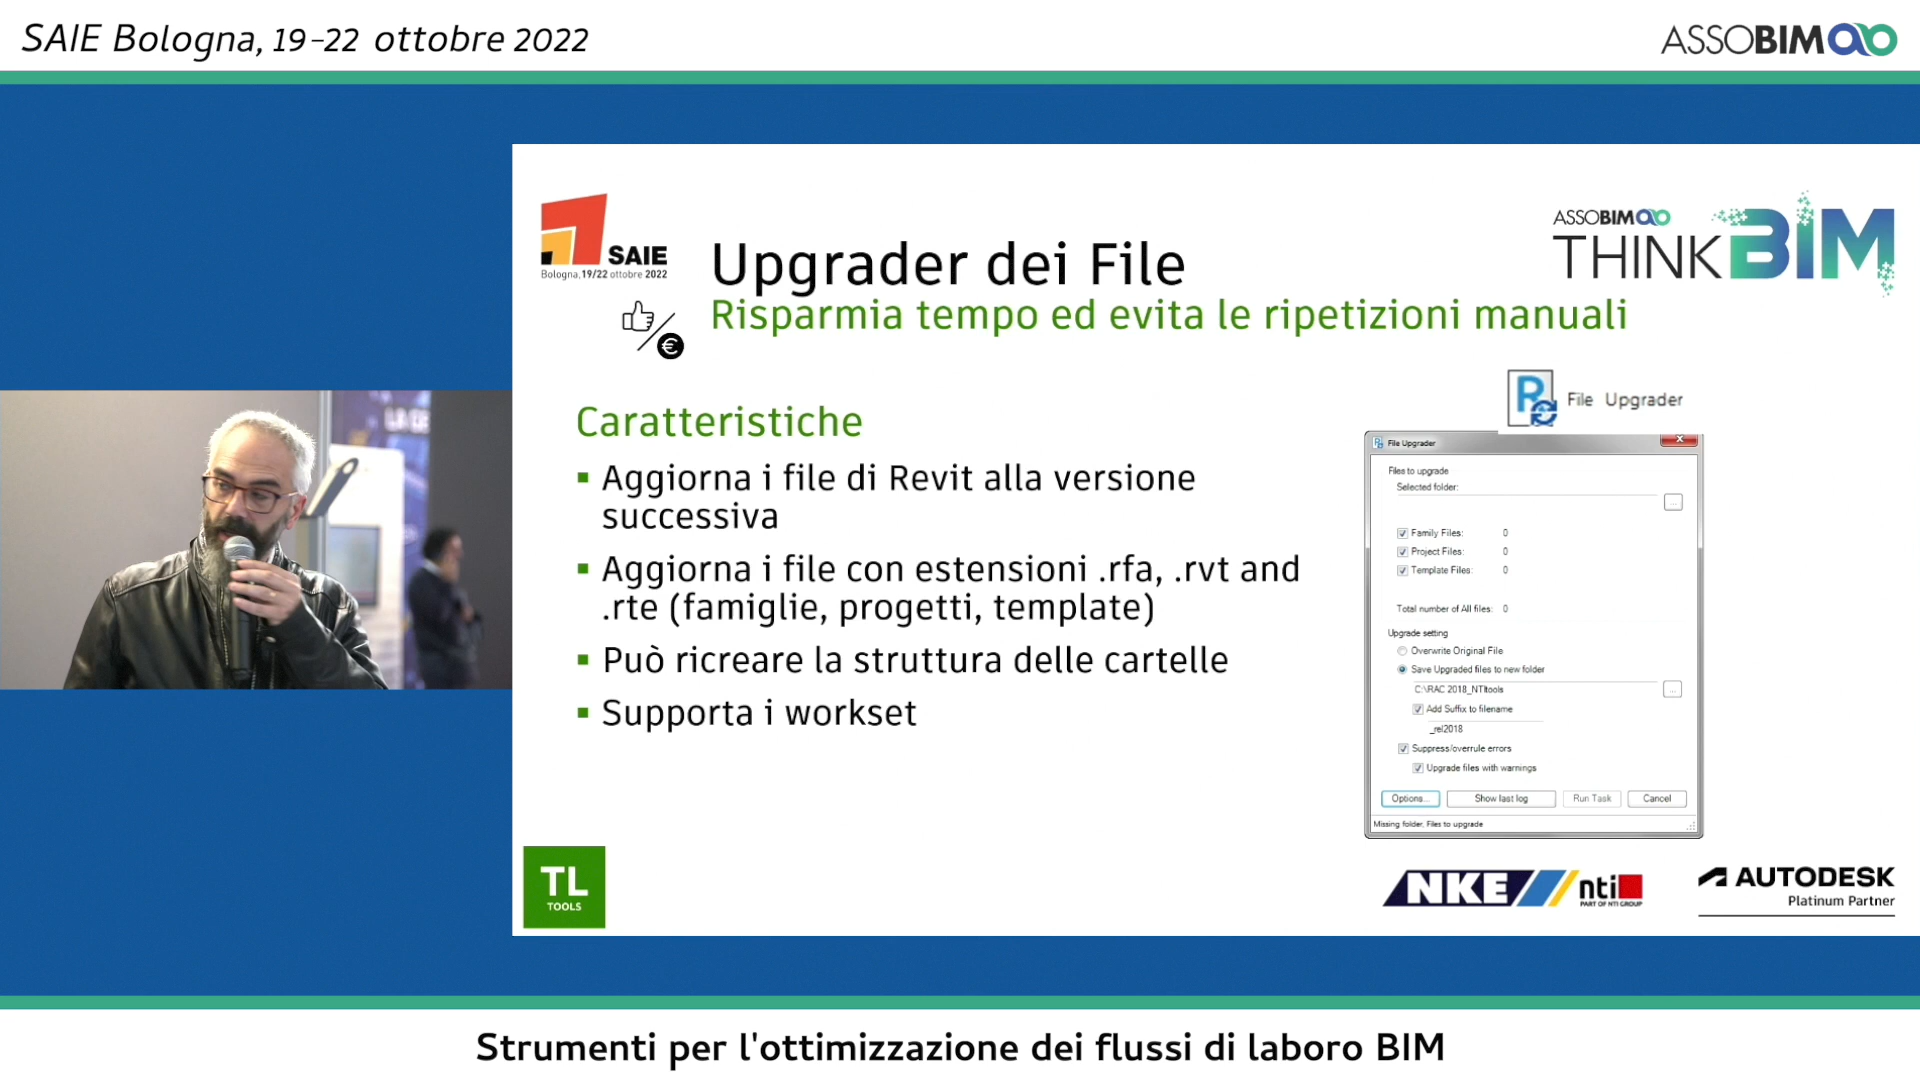 SAIE Bologna, 19-22 ottobre 2022
ASSOBIM
SAIE
Bologna, 19/22 ottobre 2022
Upgrader dei File
Risparmia tempo ed evita le ripetizioni manuali
ASSOBIM
THINKBIM
€
Caratteristiche
▪ Aggiorna i file di Revit alla versione
successiva
▪ Aggiorna i file con estensioni .rfa, .rvt and
.rte (famiglie, progetti, template)
▪ Può ricreare la struttura delle cartelle
▪ Supporta i workset
R File Upgrader
File Upgrader
Files to upgrade
Selected folder:
...
Family Files: 0
Project Files: 0
Template Files: 0
Total number of All files: 0
Upgrade setting
Overwrite Original File
Save Upgraded files to new folder
C:\RAC 2018_NTItools
...
Add Suffix to filename
_rel2018
Suppress/overrule errors
Upgrade files with warnings
Options... Show last log Run Task Cancel
Missing folder, Files to upgrade
TL
TOOLS
NKE nti
PART OF NTI GROUP
AUTODESK
Platinum Partner
Strumenti per l'ottimizzazione dei flussi di laboro BIM